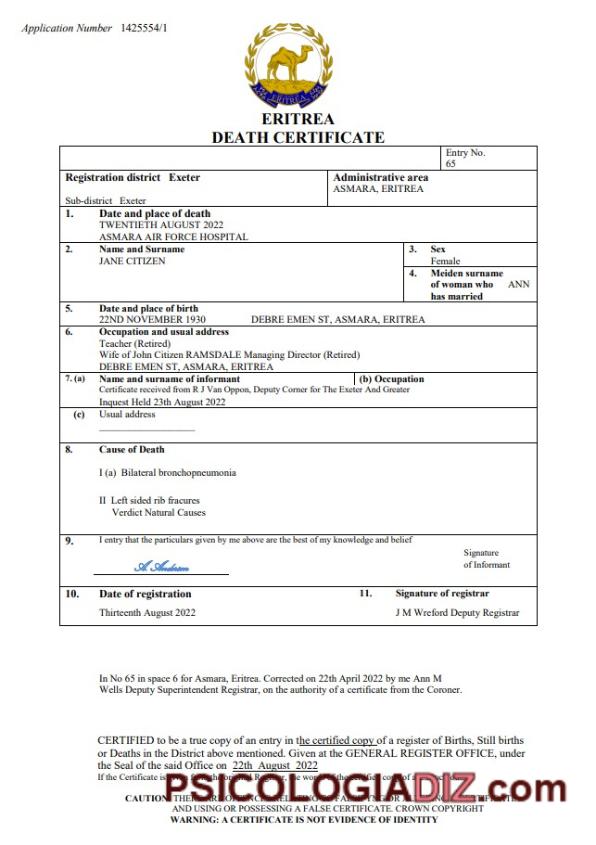 Application Number 1425554/1
ERITREA
ERITREA
DEATH CERTIFICATE
Entry No.
65
Registration district Exeter
Sub-district Exeter
Administrative area
ASMARA, ERITREA
1. Date and place of death
TWENTIETH AUGUST 2022
ASMARA AIR FORCE HOSPITAL
2. Name and Surname
JANE CITIZEN
3. Sex
Female
4. Meiden surname
of woman who ANN
has married
5. Date and place of birth
22ND NOVEMBER 1930 DEBRE EMEN ST, ASMARA, ERITREA
6. Occupation and usual address
Teacher (Retired)
Wife of John Citizen RAMSDALE Managing Director (Retired)
DEBRE EMEN ST, ASMARA, ERITREA
7. (a) Name and surname of informant (b) Occupation
Certificate received from R J Van Oppon, Deputy Corner for The Exeter And Greater
Inquest Held 23th August 2022
(c) Usual address
8. Cause of Death
I (a) Bilateral bronchopneumonia
II Left sided rib fracures
Verdict Natural Causes
9. I entry that the particulars given by me above are the best of my knowledge and belief
A. Andersn
Signature
of Informant
10. Date of registration 11. Signature of registrar
Thirteenth August 2022 J M Wreford Deputy Registrar
In No 65 in space 6 for Asmara, Eritrea. Corrected on 22th April 2022 by me Ann M
Wells Deputy Superintendent Registrar, on the authority of a certificate from the Coroner.
CERTIFIED to be a true copy of an entry in the certified copy of a register of Births, Still births
or Deaths in the District above mentioned. Given at the GENERAL REGISTER OFFICE, under
the Seal of the said Office on 22th August 2022
If the Certificate is from the original Register, the words certified copy of a
PSICOLOGIADIZ.com
CAUTION THERE ARE OFFENCES RELATING TO FALSIFYNG OR CERTIFICATE
AND USING OR POSSESSING A FALSE CERTIFICATE. CROWN COPYRIGHT
WARNING: A CERTIFICATE IS NOT EVIDENCE OF IDENTITY